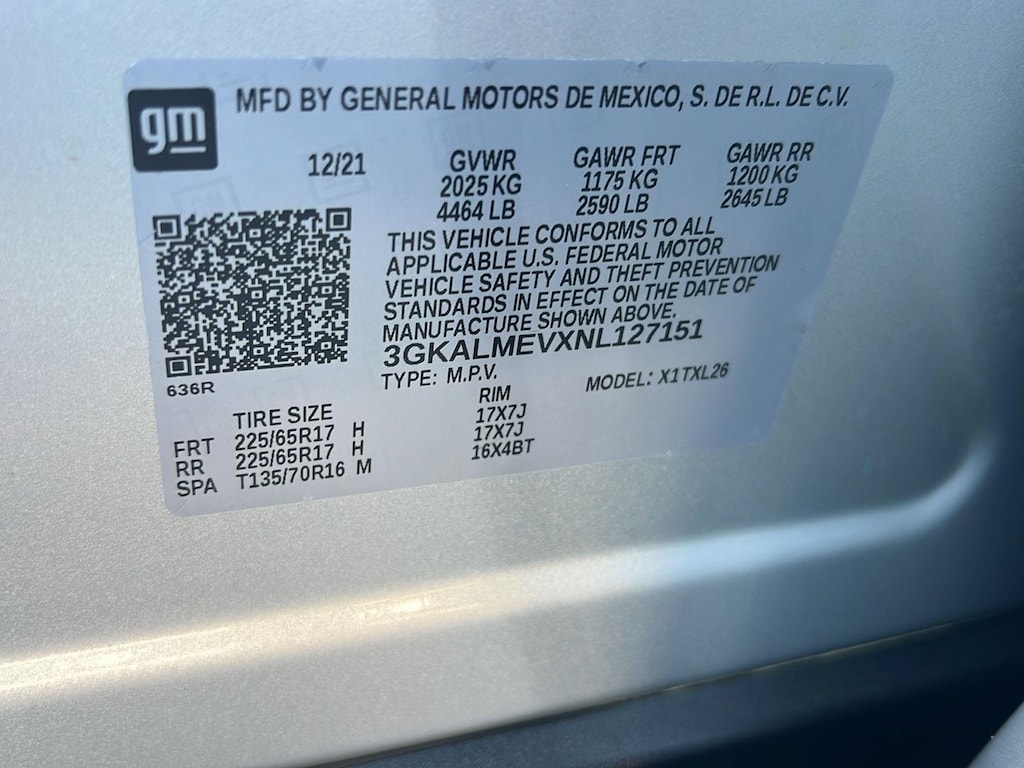 gm
MFD BY GENERAL MOTORS DE MEXICO, S. DE R.L. DE C.V.
12/21 GVWR GAWR FRT GAWR RR
2025 KG 1175 KG 1200 KG
4464 LB 2590 LB 2645 LB
THIS VEHICLE CONFORMS TO ALL
APPLICABLE U.S. FEDERAL MOTOR
VEHICLE SAFETY AND THEFT PREVENTION
STANDARDS IN EFFECT ON THE DATE OF
MANUFACTURE SHOWN ABOVE.
3GKALMEVXNL127151
636R
TYPE: M.P.V. MODEL: X1TXL26
TIRE SIZE RIM
FRT 225/65R17 H 17X7J
RR 225/65R17 H 17X7J
SPA T135/70R16 M 16X4BT